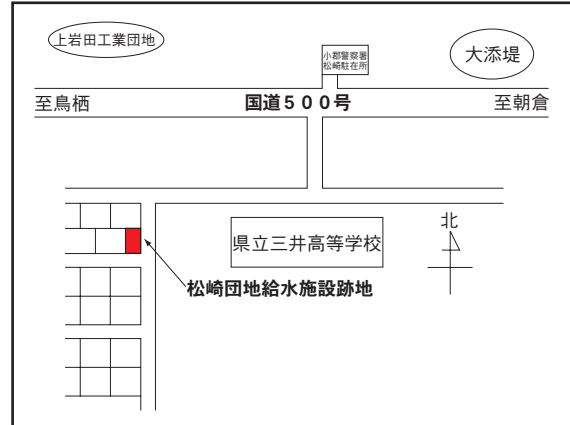 上岩田工業団地
小郡警察署
松崎駐在所
大添堤
至鳥栖
国道５００号
至朝倉
北
県立三井高等学校
松崎団地給水施設跡地